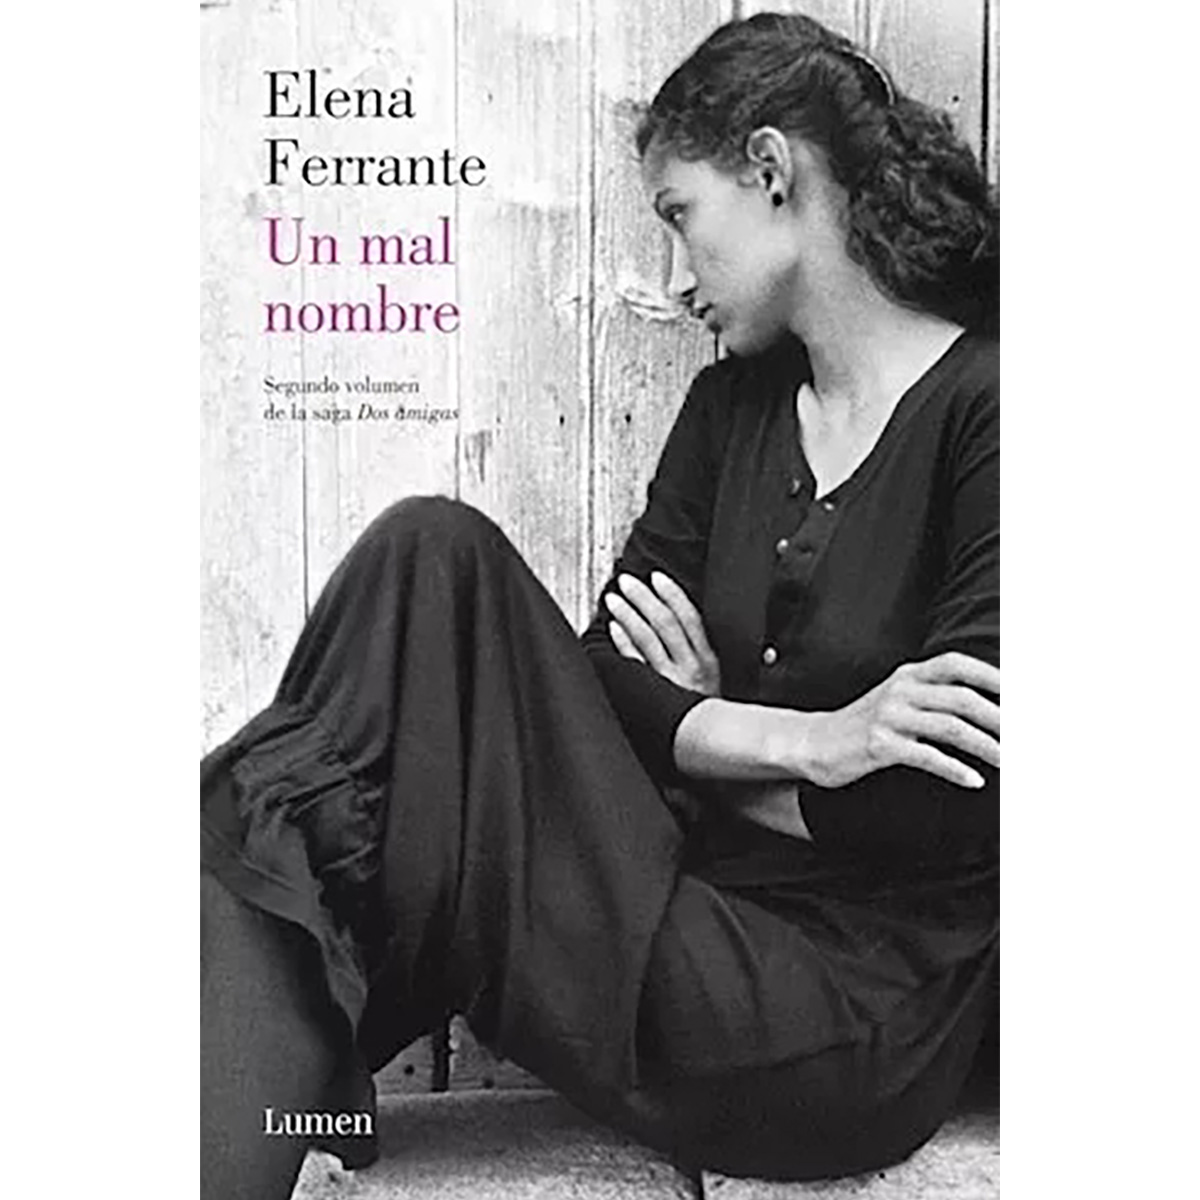 Elena
Ferrante
Un mal
nombre
Segundo volumen
de la saga Dos amigas
Lumen